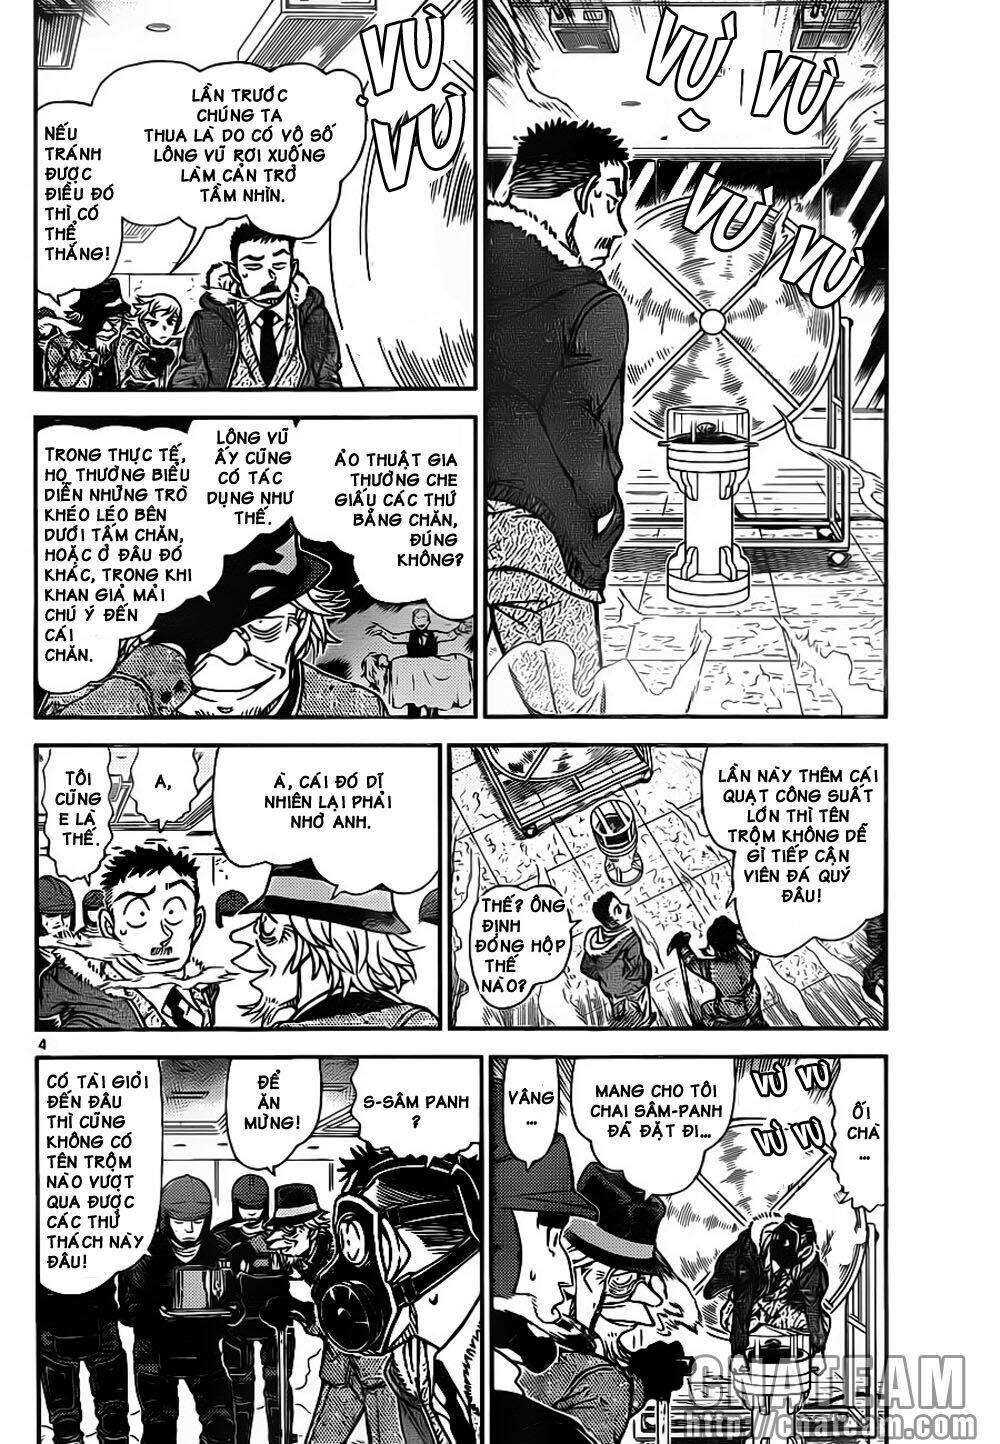 VÙ
VỤ
VÙ
VÙ
VÙ
VÙ
VÙ
LẦN TRƯỚC
CHÚNG TA
THUA LÀ DO CÓ VÔ SỐ
LÔNG VŨ RƠI XUỐNG
LÀM CẢN TRỞ
TẦM NHÌN.
NẾU
TRÁNH
ĐƯỢC
ĐIỀU ĐÓ
THÌ CÓ
THỂ
THẮNG!
ẢO THUẬT GIA
THƯỜNG CHE
GIẤU CÁC THỨ
BẰNG CHĂN,
ĐÚNG
KHÔNG?
LÔNG VŨ
ẤY CŨNG
CÓ TÁC
DỤNG NHƯ
THẾ.
TRONG THỰC TẾ,
HỌ THƯỜNG BIỂU
DIỄN NHỮNG TRÒ
KHÉO LÉO BÊN
DƯỚI TẤM CHĂN,
HOẶC Ở ĐÂU ĐÓ
KHÁC, TRONG KHI
KHAN GIẢ MẢI
CHÚ Ý ĐẾN
CÁI
CHĂN.
LẦN NÀY THÊM CÁI
QUẠT CÔNG SUẤT
LỚN THÌ TÊN
TRỘM KHÔNG DỄ
GÌ TIẾP CẬN
VIÊN ĐÁ QUÝ
ĐÂU!
THẾ? ÔNG
ĐỊNH
ĐÓNG HỘP
THẾ
NÀO?
À, CÁI ĐÓ DĨ
NHIÊN LẠI PHẢI
NHỜ ANH.
A,
TÔI
CŨNG
E LÀ
THẾ.
4
ỐI
CHÀ
...
VÙ VÙ
VÙ VÙ
MANG CHO TÔI
CHAI SÂM-PANH
ĐÃ ĐẶT ĐI...
VÂNG
...
S-SÂM PANH
?
ĐỂ
ĂN
MỪNG!
CÓ TÀI GIỎI
ĐẾN ĐÂU
THÌ CŨNG
KHÔNG CÓ
TÊN TRỘM
NÀO VƯỢT
QUA ĐƯỢC
CÁC THỬ
THÁCH NÀY
ĐÂU!
CNATEAM
http://cnateam.com/